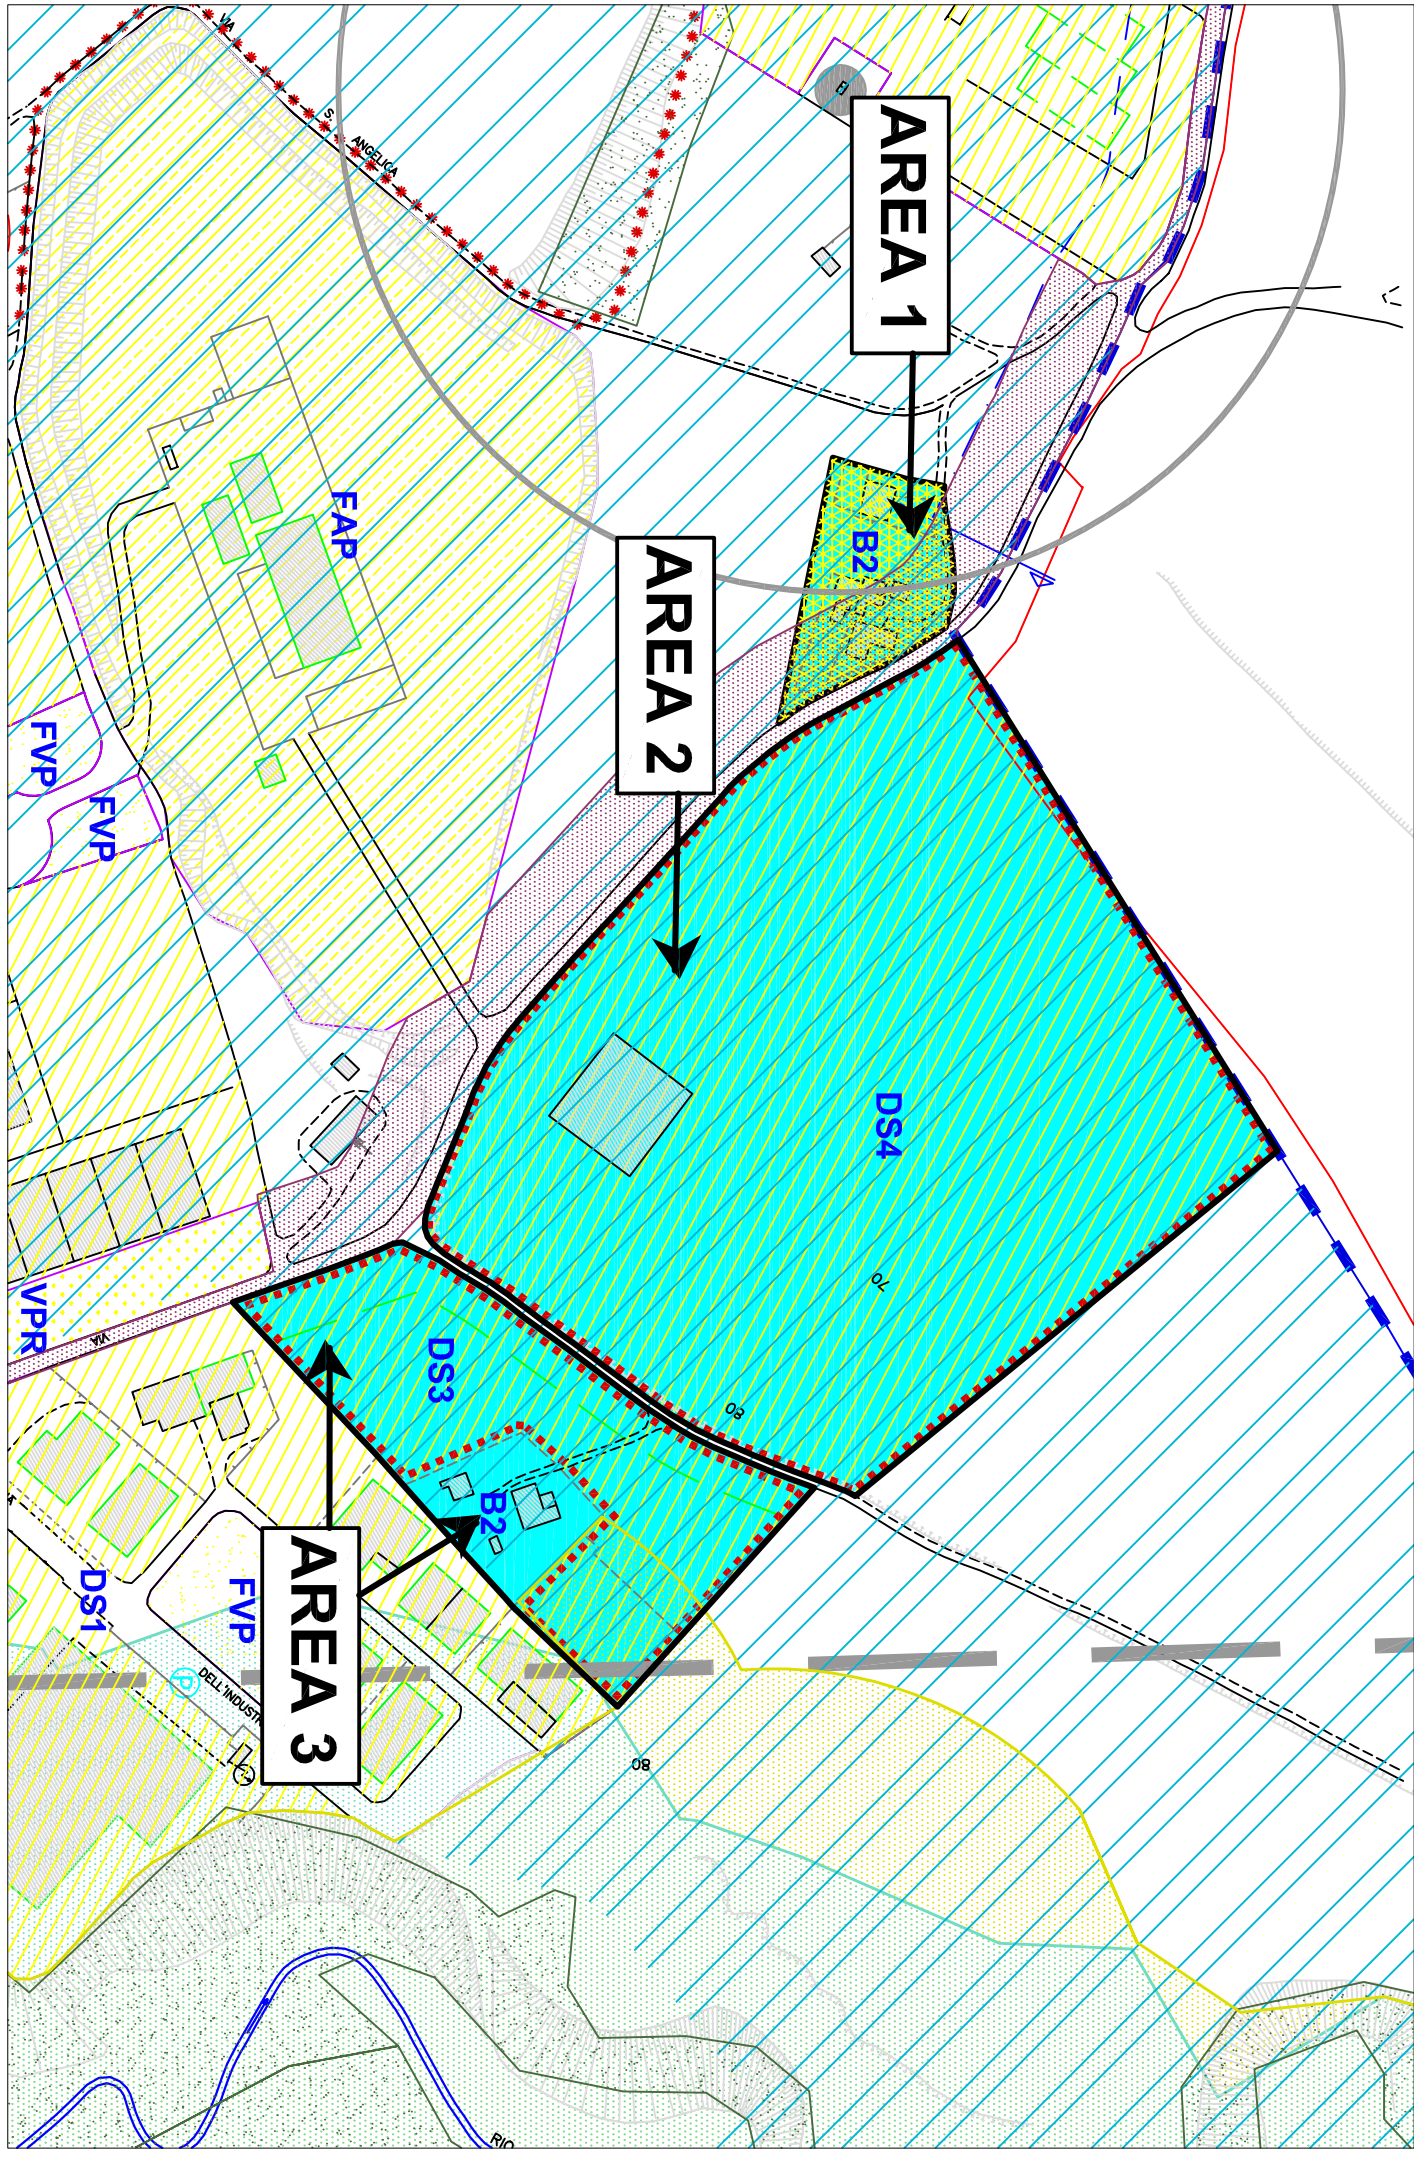 VIA
S.
ANGELICA
AREA 1
B2
FAP
AREA 2
FVP
FVP
DS4
70
VPR
VIA
DS3
80
B2
DS1
FVP
AREA 3
P
DELL'INDUSTR
80
RIO